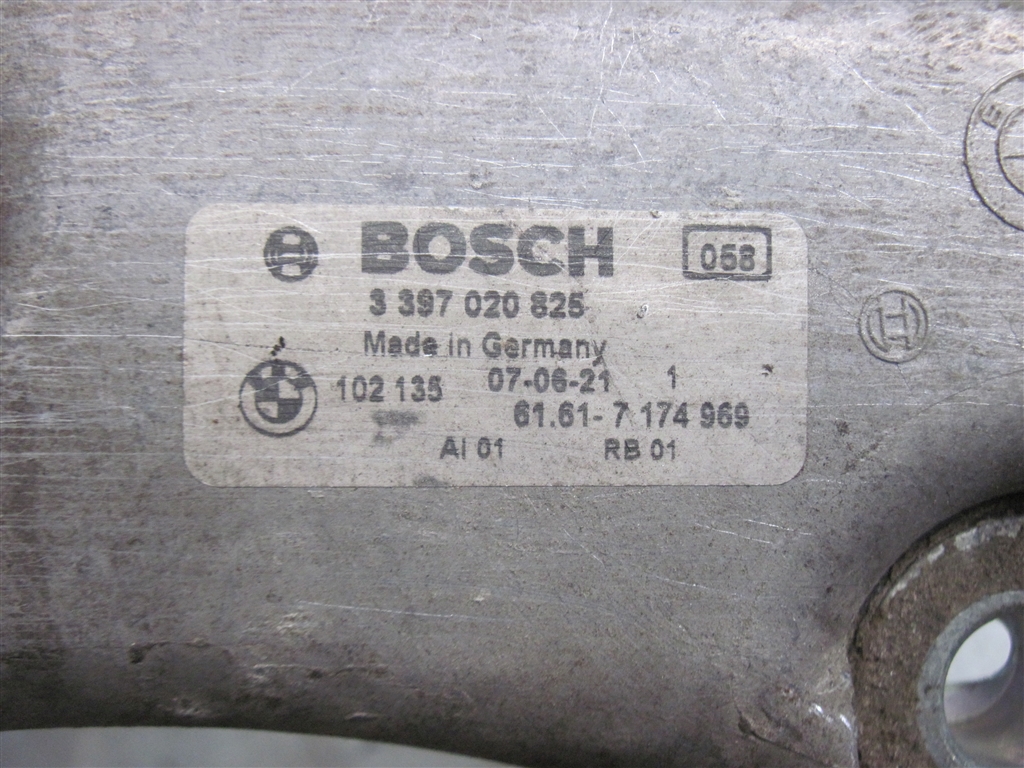 BOSCH 058
3 397 020 825
Made in Germany
102 135 07-06-21 1
61.61- 7 174 969
AI 01 RB 01